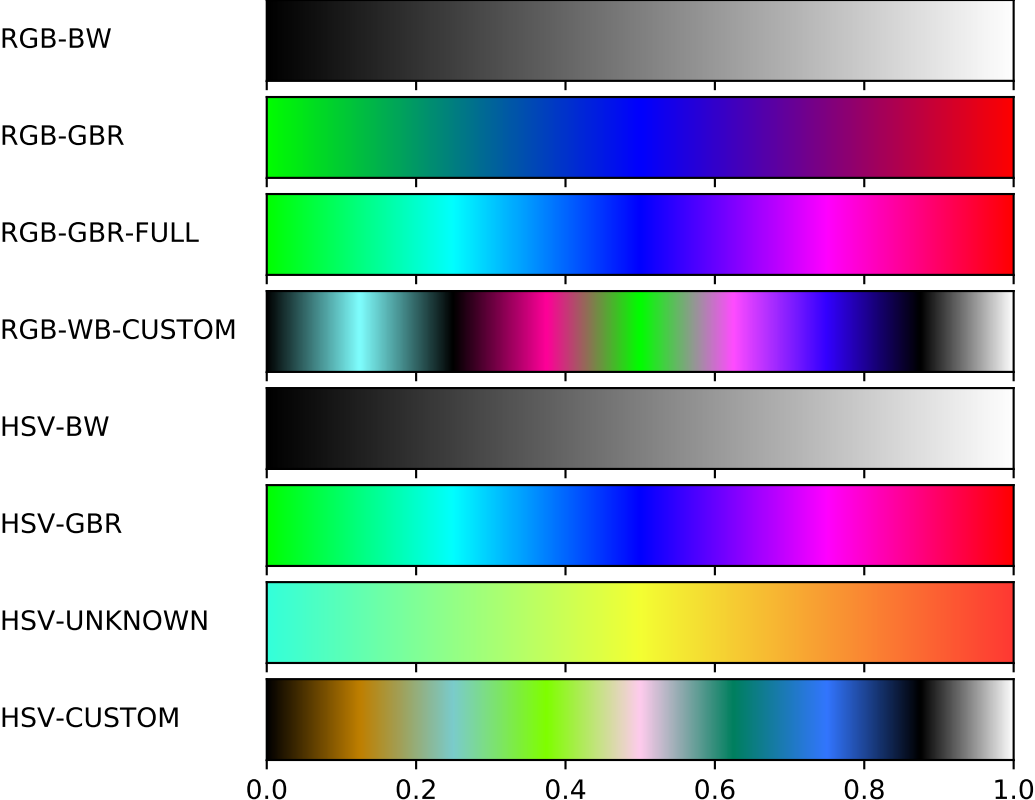 RGB-BW
RGB-GBR
RGB-GBR-FULL
RGB-WB-CUSTOM
HSV-BW
HSV-GBR
HSV-UNKNOWN
HSV-CUSTOM
0.0 0.2 0.4 0.6 0.8 1.0